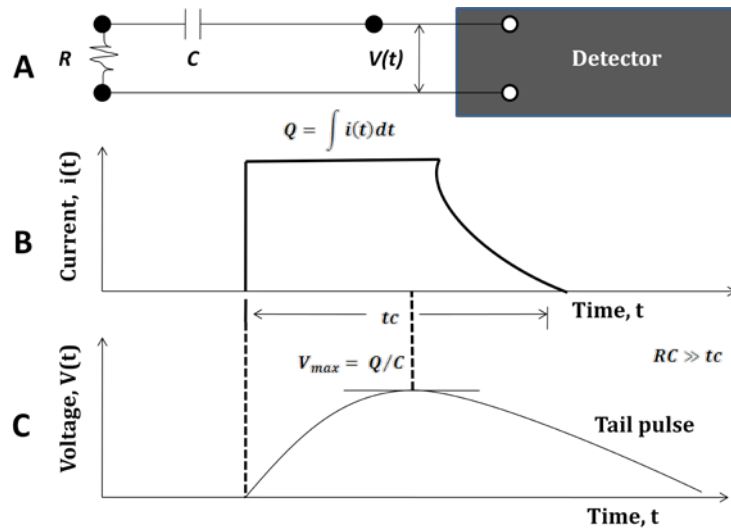 A
R
C
V(t)
Detector
Q = ∫ i(t)dt
B
Current, i(t)
tc
Time, t
V_max = Q/C
RC ≫ tc
C
Voltage, V(t)
Tail pulse
Time, t